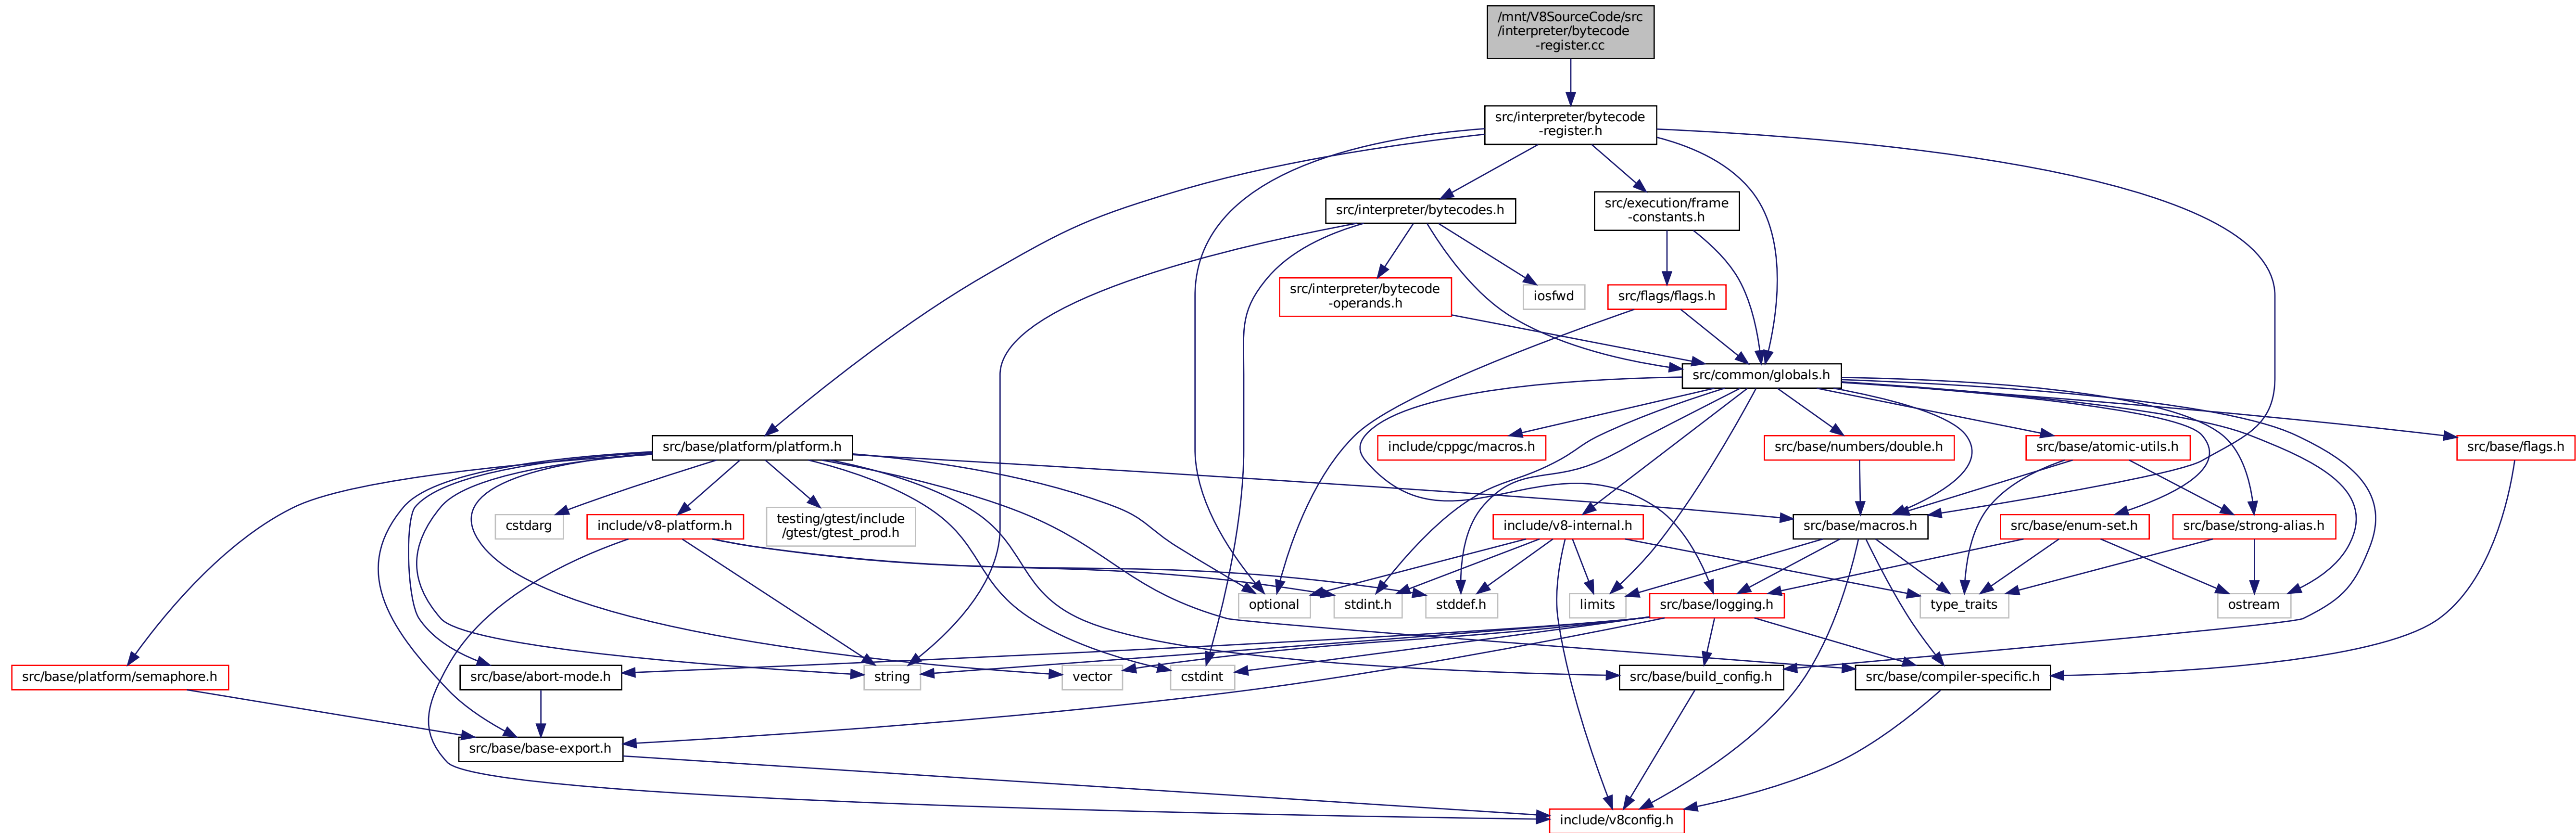 /mnt/V8SourceCode/src
/interpreter/bytecode
-register.cc
src/interpreter/bytecode
-register.h
src/interpreter/bytecodes.h
src/execution/frame
-constants.h
src/interpreter/bytecode
-operands.h
iosfwd
src/flags/flags.h
src/common/globals.h
src/base/platform/platform.h
include/cppgc/macros.h
src/base/numbers/double.h
src/base/atomic-utils.h
src/base/flags.h
cstdarg
include/v8-platform.h
testing/gtest/include
/gtest/gtest_prod.h
include/v8-internal.h
src/base/macros.h
src/base/enum-set.h
src/base/strong-alias.h
optional
stdint.h
stddef.h
limits
src/base/logging.h
type_traits
ostream
src/base/platform/semaphore.h
src/base/abort-mode.h
string
vector
cstdint
src/base/build_config.h
src/base/compiler-specific.h
src/base/base-export.h
include/v8config.h